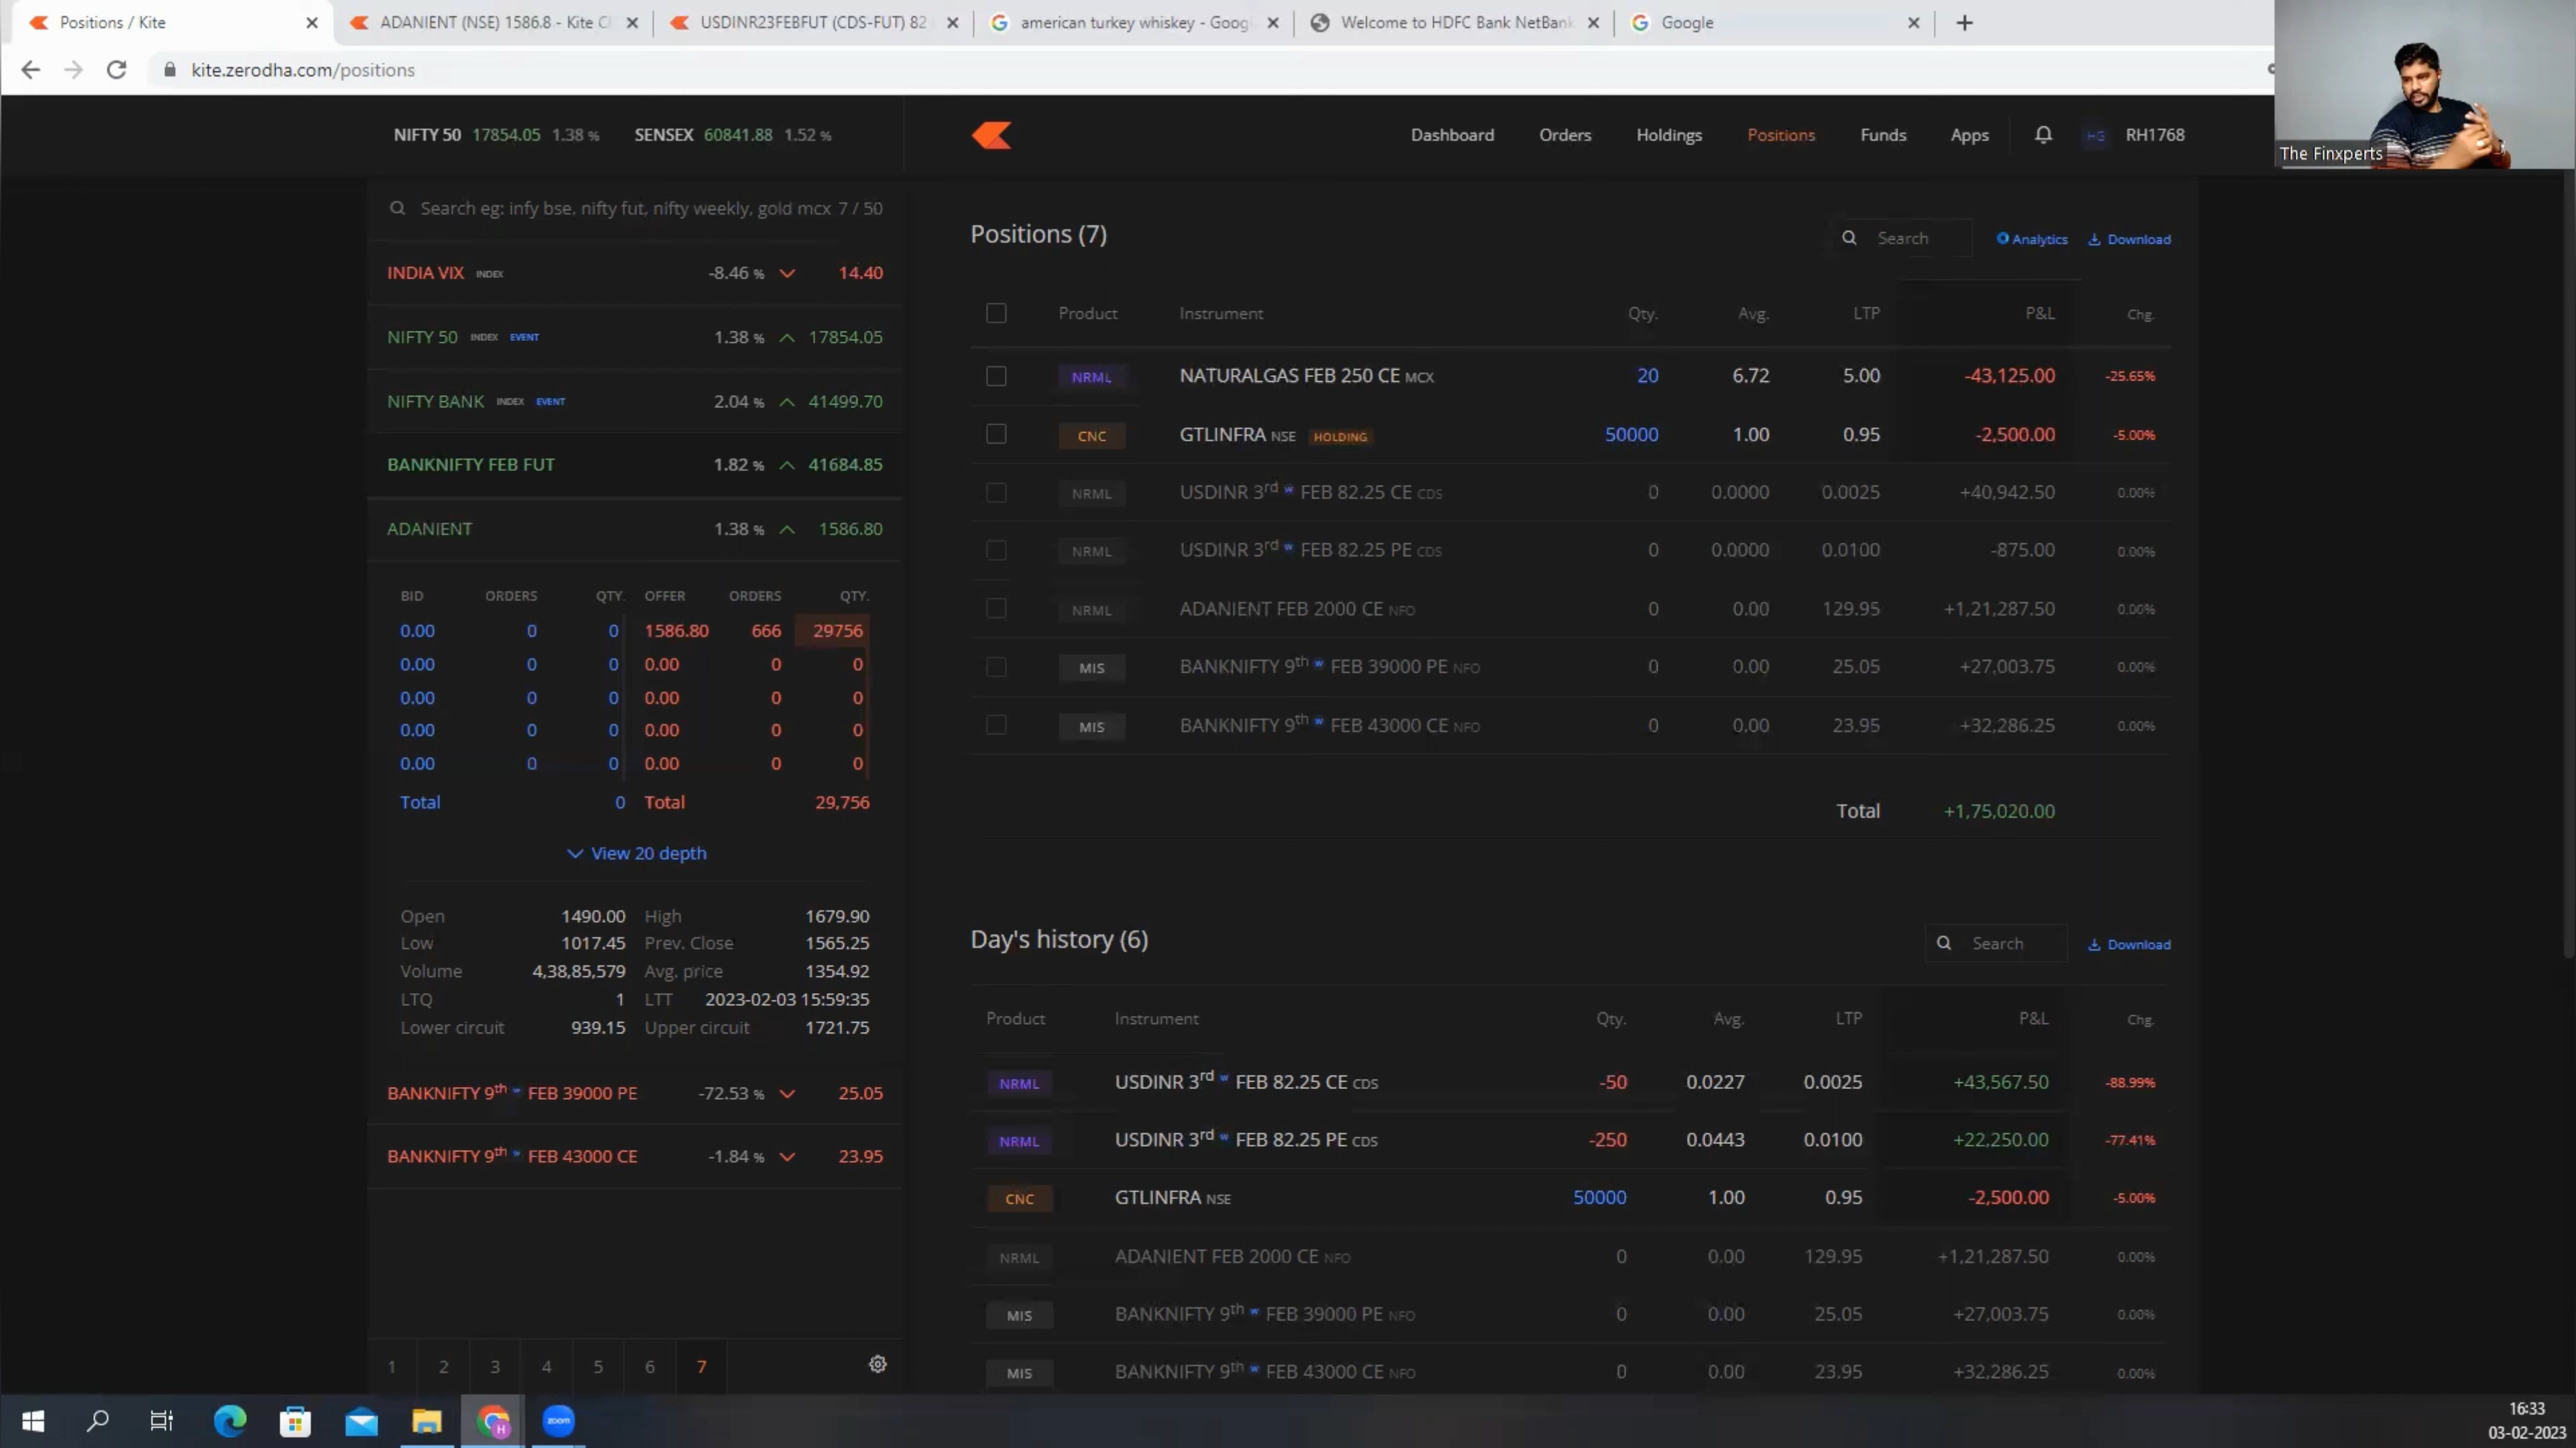 Positions / Kite
ADANIENT (NSE) 1586.8 - Kite C
USDINR23FEBFUT (CDS-FUT) 82
american turkey whiskey - Goog
Welcome to HDFC Bank NetBank
Google
kite.zerodha.com/positions
The Finxperts
NIFTY 50 17854.05 1.38 % SENSEX 60841.88 1.52 %
Dashboard Orders Holdings Positions Funds Apps HG RH1768
Search eg: infy bse, nifty fut, nifty weekly, gold mcx 7 / 50
INDIA VIX INDEX -8.46 % 14.40
NIFTY 50 INDEX EVENT 1.38 % 17854.05
NIFTY BANK INDEX EVENT 2.04 % 41499.70
BANKNIFTY FEB FUT 1.82 % 41684.85
ADANIENT 1.38 % 1586.80
BID ORDERS QTY. OFFER ORDERS QTY.
0.00 0 0 1586.80 666 29756
0.00 0 0 0.00 0 0
0.00 0 0 0.00 0 0
0.00 0 0 0.00 0 0
0.00 0 0 0.00 0 0
Total 0 Total 29,756
View 20 depth
Open 1490.00 High 1679.90
Low 1017.45 Prev. Close 1565.25
Volume 4,38,85,579 Avg. price 1354.92
LTQ 1 LTT 2023-02-03 15:59:35
Lower circuit 939.15 Upper circuit 1721.75
BANKNIFTY 9th w FEB 39000 PE -72.53 % 25.05
BANKNIFTY 9th w FEB 43000 CE -1.84 % 23.95
1 2 3 4 5 6 7
Positions (7) Search Analytics Download
Product Instrument Qty. Avg. LTP P&L Chg.
NRML NATURALGAS FEB 250 CE MCX 20 6.72 5.00 -43,125.00 -25.65%
CNC GTLINFRA NSE HOLDING 50000 1.00 0.95 -2,500.00 -5.00%
NRML USDINR 3rd w FEB 82.25 CE CDS 0 0.0000 0.0025 +40,942.50 0.00%
NRML USDINR 3rd w FEB 82.25 PE CDS 0 0.0000 0.0100 -875.00 0.00%
NRML ADANIENT FEB 2000 CE NFO 0 0.00 129.95 +1,21,287.50 0.00%
MIS BANKNIFTY 9th w FEB 39000 PE NFO 0 0.00 25.05 +27,003.75 0.00%
MIS BANKNIFTY 9th w FEB 43000 CE NFO 0 0.00 23.95 +32,286.25 0.00%
Total +1,75,020.00
Day's history (6) Search Download
Product Instrument Qty. Avg. LTP P&L Chg.
NRML USDINR 3rd w FEB 82.25 CE CDS -50 0.0227 0.0025 +43,567.50 -88.99%
NRML USDINR 3rd w FEB 82.25 PE CDS -250 0.0443 0.0100 +22,250.00 -77.41%
CNC GTLINFRA NSE 50000 1.00 0.95 -2,500.00 -5.00%
NRML ADANIENT FEB 2000 CE NFO 0 0.00 129.95 +1,21,287.50 0.00%
MIS BANKNIFTY 9th w FEB 39000 PE NFO 0 0.00 25.05 +27,003.75 0.00%
MIS BANKNIFTY 9th w FEB 43000 CE NFO 0 0.00 23.95 +32,286.25 0.00%
zoom
16:33
03-02-2023